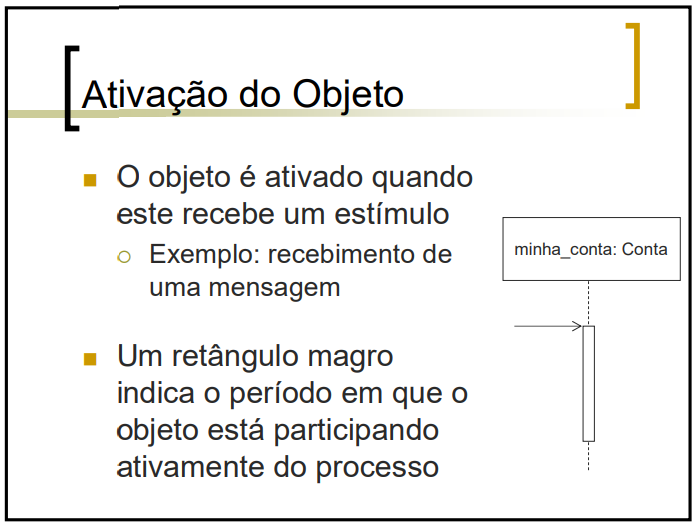 Ativação do Objeto
O objeto é ativado quando
este recebe um estímulo
Exemplo: recebimento de
uma mensagem
minha_conta: Conta
Um retângulo magro
indica o período em que o
objeto está participando
ativamente do processo